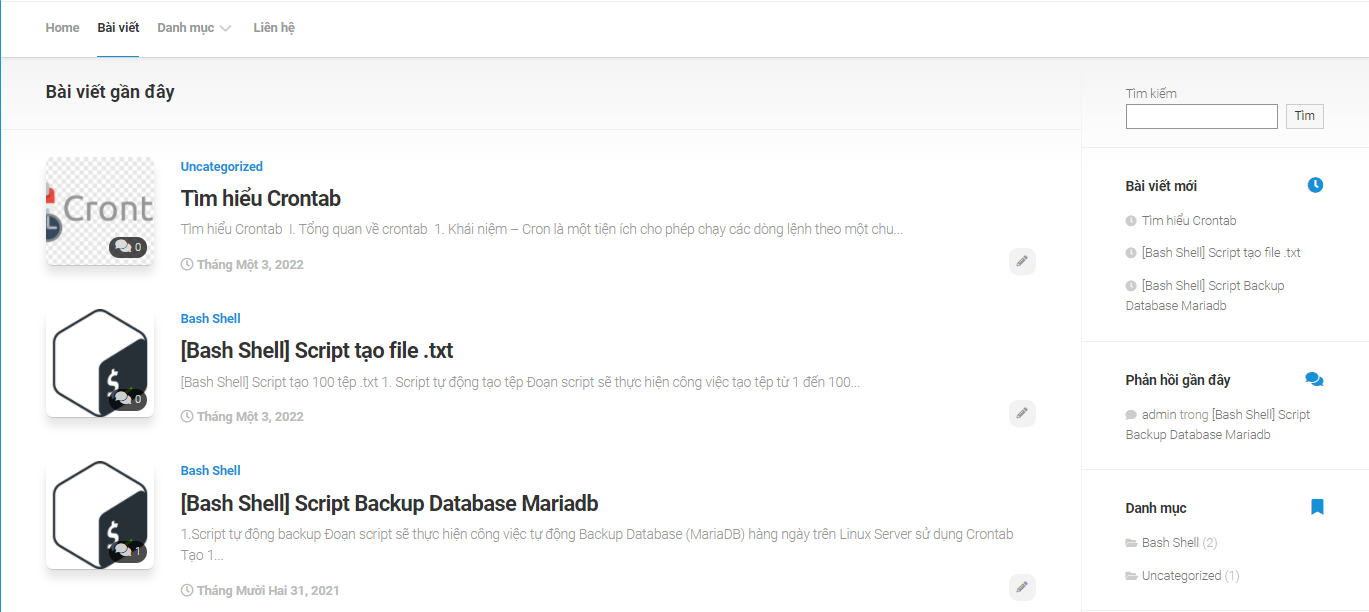 Home Bài viết Danh mục Liên hệ
Bài viết gần đây
Uncategorized
Cront
0
Tìm hiểu Crontab
Tìm hiểu Crontab I. Tổng quan về crontab 1. Khái niệm – Cron là một tiện ích cho phép chạy các dòng lệnh theo một chu...
Tháng Một 3, 2022
Bash Shell
$
0
[Bash Shell] Script tạo file .txt
[Bash Shell] Script tạo 100 tệp .txt 1. Script tự động tạo tệp Đoạn script sẽ thực hiện công việc tạo tệp từ 1 đến 100...
Tháng Một 3, 2022
Bash Shell
$
1
[Bash Shell] Script Backup Database Mariadb
1.Script tự động backup Đoạn script sẽ thực hiện công việc tự động Backup Database (MariaDB) hàng ngày trên Linux Server sử dụng Crontab
Tạo 1...
Tháng Mười Hai 31, 2021
Tìm kiếm
Tìm
Bài viết mới
Tìm hiểu Crontab
[Bash Shell] Script tạo file .txt
[Bash Shell] Script Backup
Database Mariadb
Phản hồi gần đây
admin trong [Bash Shell] Script
Backup Database Mariadb
Danh mục
Bash Shell (2)
Uncategorized (1)